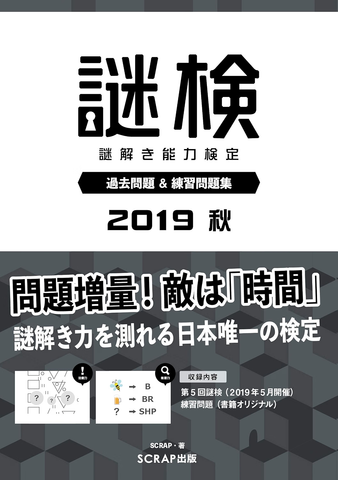 謎検
謎解き能力検定
過去問題 & 練習問題集
2019 秋
問題増量！敵は「時間」
謎解き力を測れる日本唯一の検定
?
?
!
B
BR
? SHP
収録内容
第5回謎検（2019年5月開催）
練習問題（書籍オリジナル）
SCRAP・著
SCRAP出版